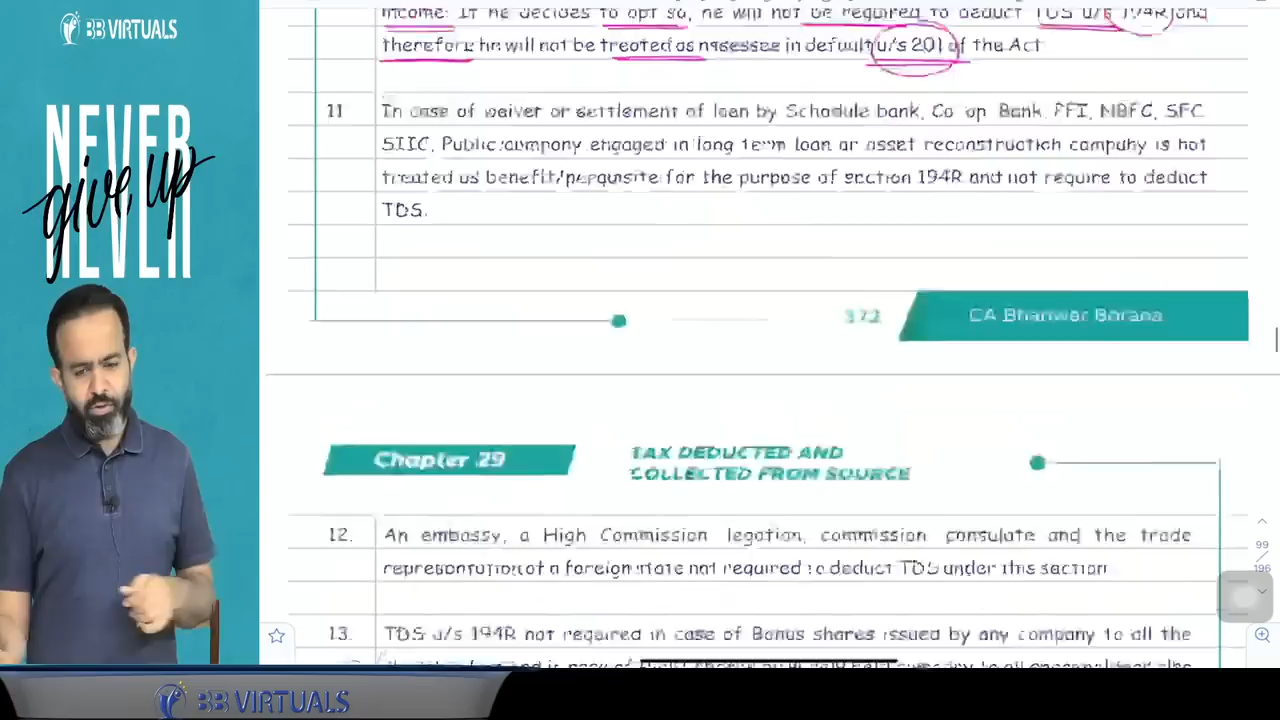 BB VIRTUALS
NEVER
give up
NEVER
income. If he decides to opt so, he will not be required to deduct TDS u/s 194R and
therefore he will not be treated as assessee in default u/s 201 of the Act
11 In case of waiver or settlement of loan by Schedule bank, Co op Bank PFI, NBFC, SFC
SIIC, Public company engaged in long term loan or asset reconstruction company is not
treated as benefit/perquisite for the purpose of section 194R and not require to deduct
TDS.
372 CA Bhanwar Borana
Chapter 29 TAX DEDUCTED AND
COLLECTED FROM SOURCE
12. An embassy, a High Commission legation, commission consulate and the trade
representation of a foreign state not required to deduct TDS under this section
99
196
13. TDS u/s 194R not required in case of Bonus shares issued by any company to all the
BB VIRTUALS